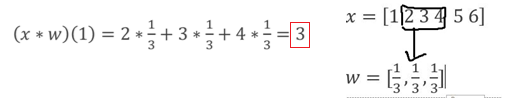 (x * w)(1) = 2 * 1/3 + 3 * 1/3 + 4 * 1/3 = 3
x = [1 2 3 4 5 6]
w = [1/3, 1/3, 1/3]